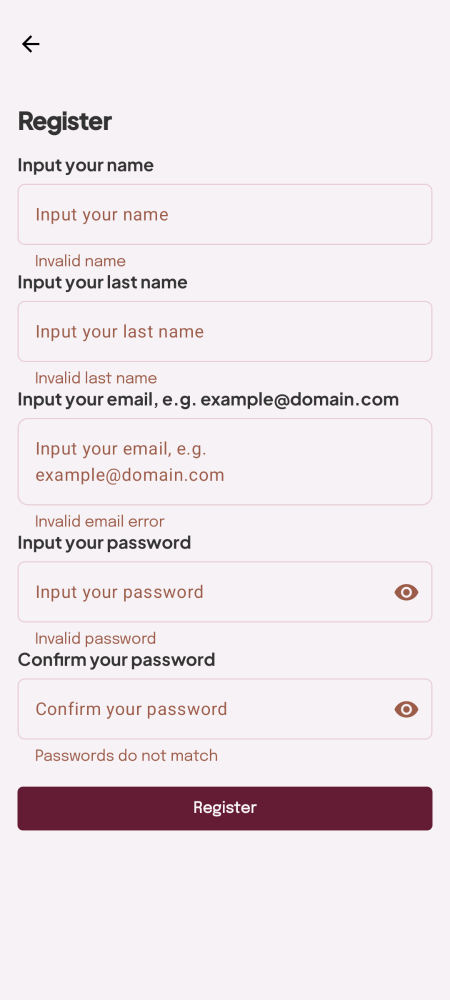 Register
Input your name
Input your name
Invalid name
Input your last name
Input your last name
Invalid last name
Input your email, e.g. example@domain.com
Input your email, e.g.
example@domain.com
Invalid email error
Input your password
Input your password
Invalid password
Confirm your password
Confirm your password
Passwords do not match
Register